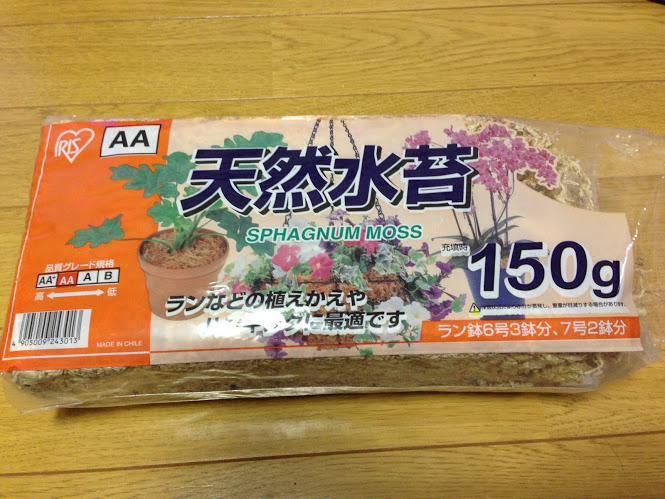 IRIS
AA
天然水苔
SPHAGNUM MOSS
品質グレード規格
AA⁺ AA A B
高 ← 低
充填時
150g
ランなどの植えかえや
に最適です
ラン鉢6号3鉢分、7号2鉢分
4905009243013
MADE IN CHILE